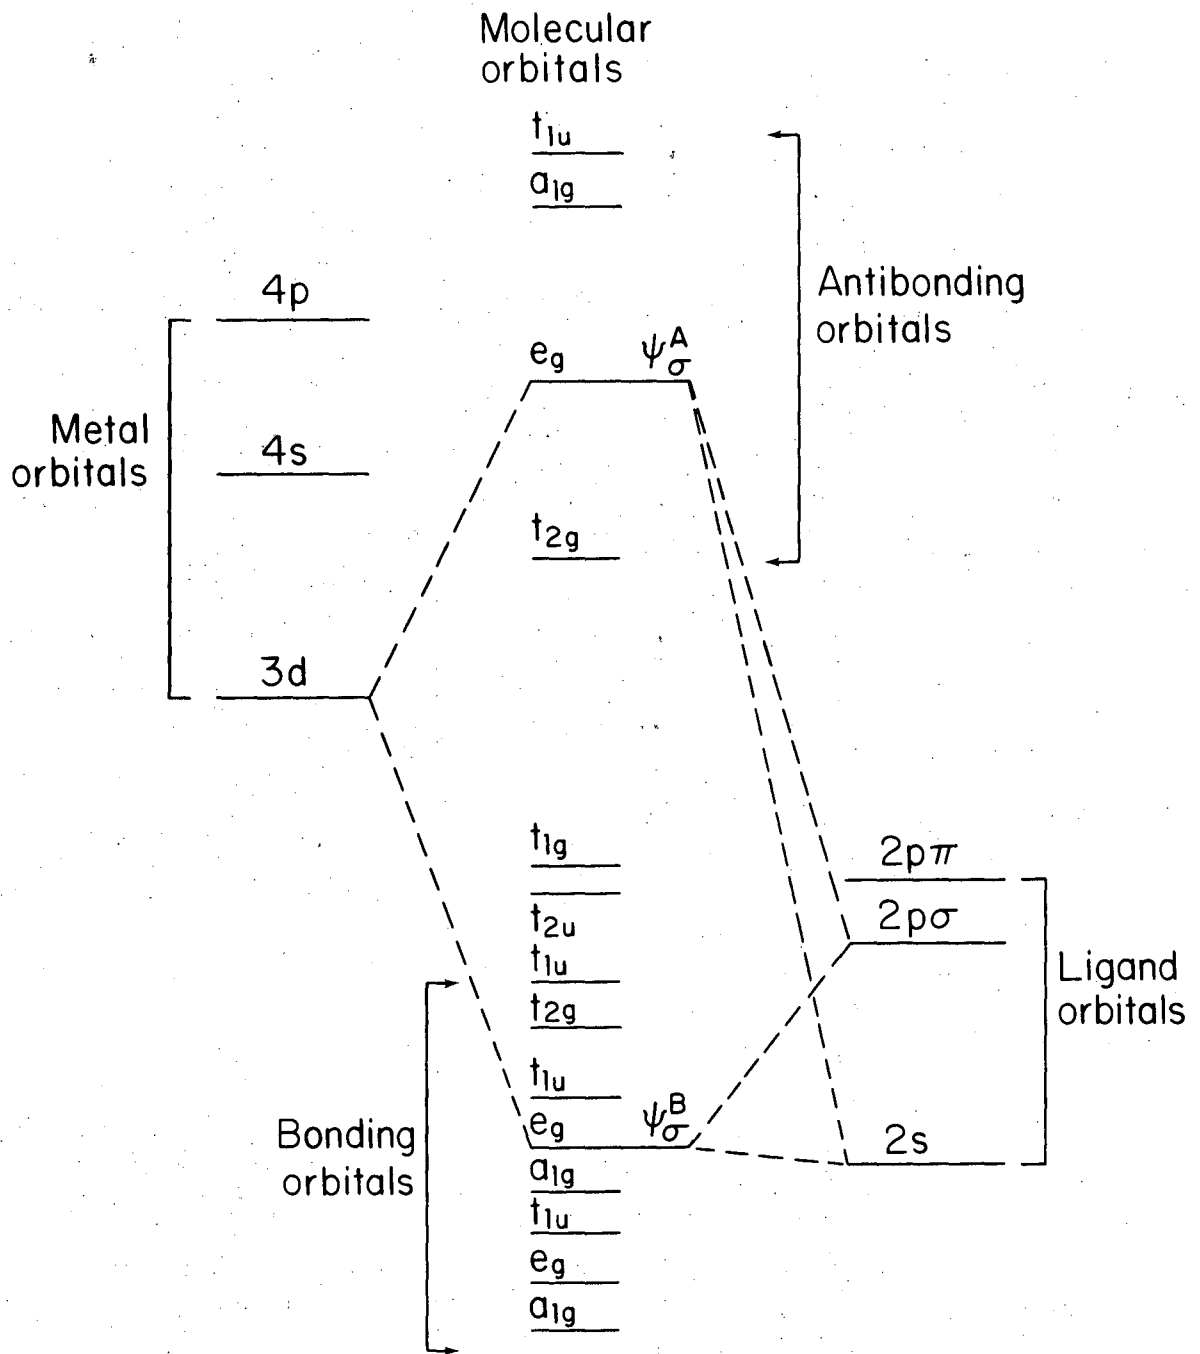 Molecular
orbitals
t1u
a1g
4p
Antibonding
orbitals
eg ψσA
Metal
orbitals
4s
t2g
3d
t1g
2pπ
t2u
2pσ
t1u
Ligand
orbitals
t2g
t1u
Bonding
orbitals
eg ψσB
2s
a1g
t1u
eg
a1g